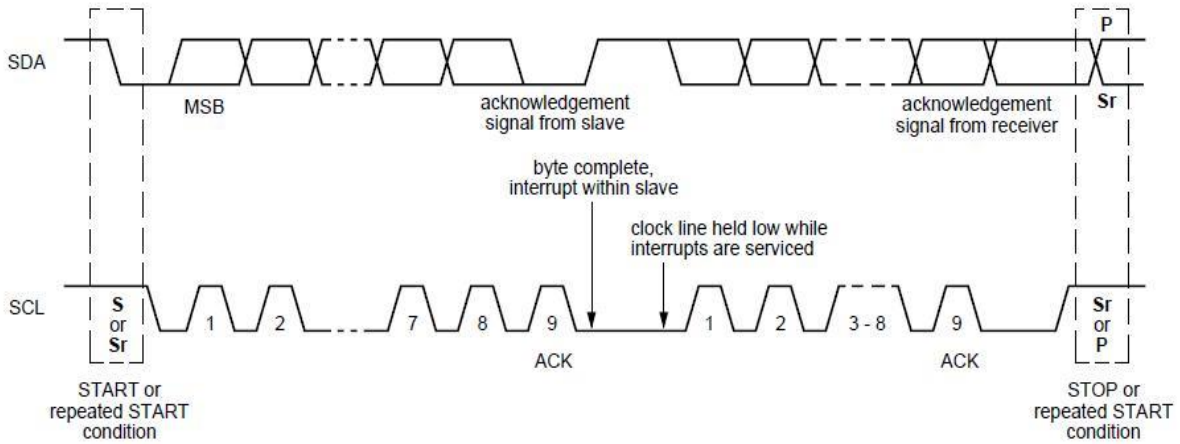 P
SDA
MSB
acknowledgement
signal from slave
acknowledgement
signal from receiver
Sr
byte complete,
interrupt within slave
clock line held low while
interrupts are serviced
SCL
S
or
Sr
1
2
7
8
9
1
2
3 - 8
9
Sr
or
P
ACK
ACK
START or
repeated START
condition
STOP or
repeated START
condition